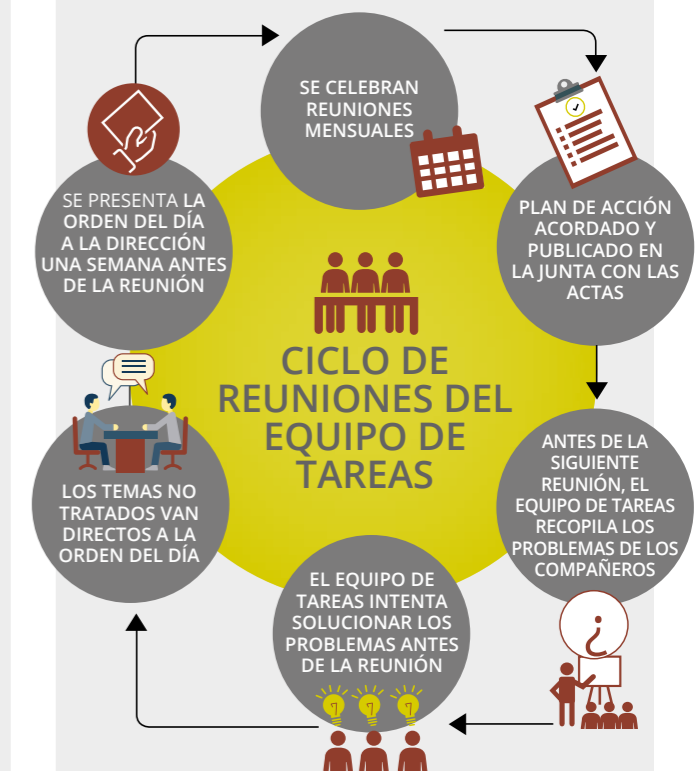 SE CELEBRAN
REUNIONES
MENSUALES
PLAN DE ACCIÓN
ACORDADO Y
PUBLICADO EN
LA JUNTA CON LAS
ACTAS
ANTES DE LA
SIGUIENTE
REUNIÓN, EL
EQUIPO DE TAREAS
RECOPILA LOS
PROBLEMAS DE LOS
COMPAÑEROS
¿
EL EQUIPO DE
TAREAS INTENTA
SOLUCIONAR LOS
PROBLEMAS ANTES
DE LA REUNIÓN
LOS TEMAS NO
TRATADOS VAN
DIRECTOS A LA
ORDEN DEL DÍA
SE PRESENTA LA
ORDEN DEL DÍA
A LA DIRECCIÓN
UNA SEMANA ANTES
DE LA REUNIÓN
CICLO DE
REUNIONES DEL
EQUIPO DE
TAREAS